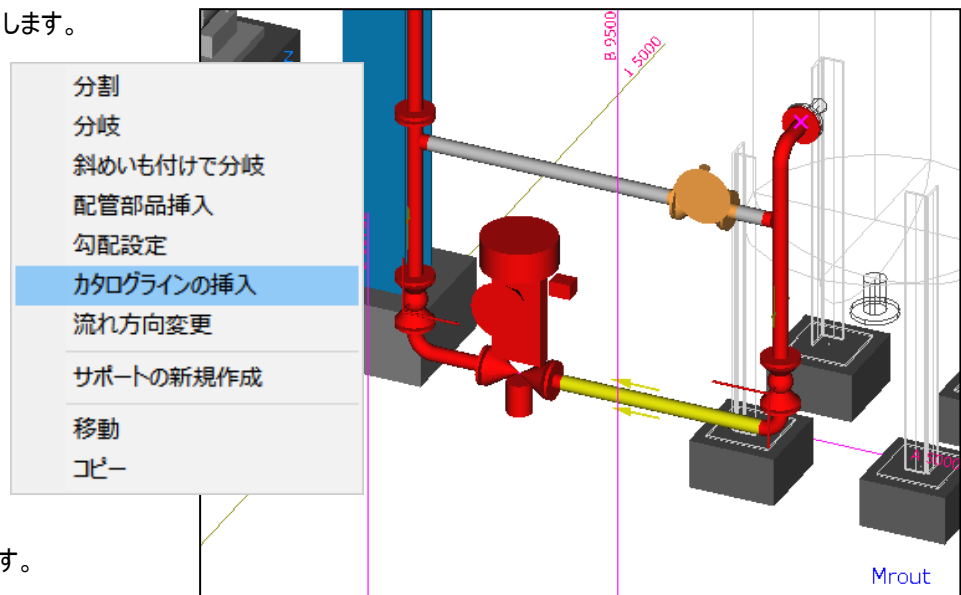 します。
分割
分岐
斜めいも付けで分岐
配管部品挿入
勾配設定
カタログラインの挿入
流れ方向変更
サポートの新規作成
移動
コピー
す。
Z
B 9500
1 5000
A 5000
Mrout